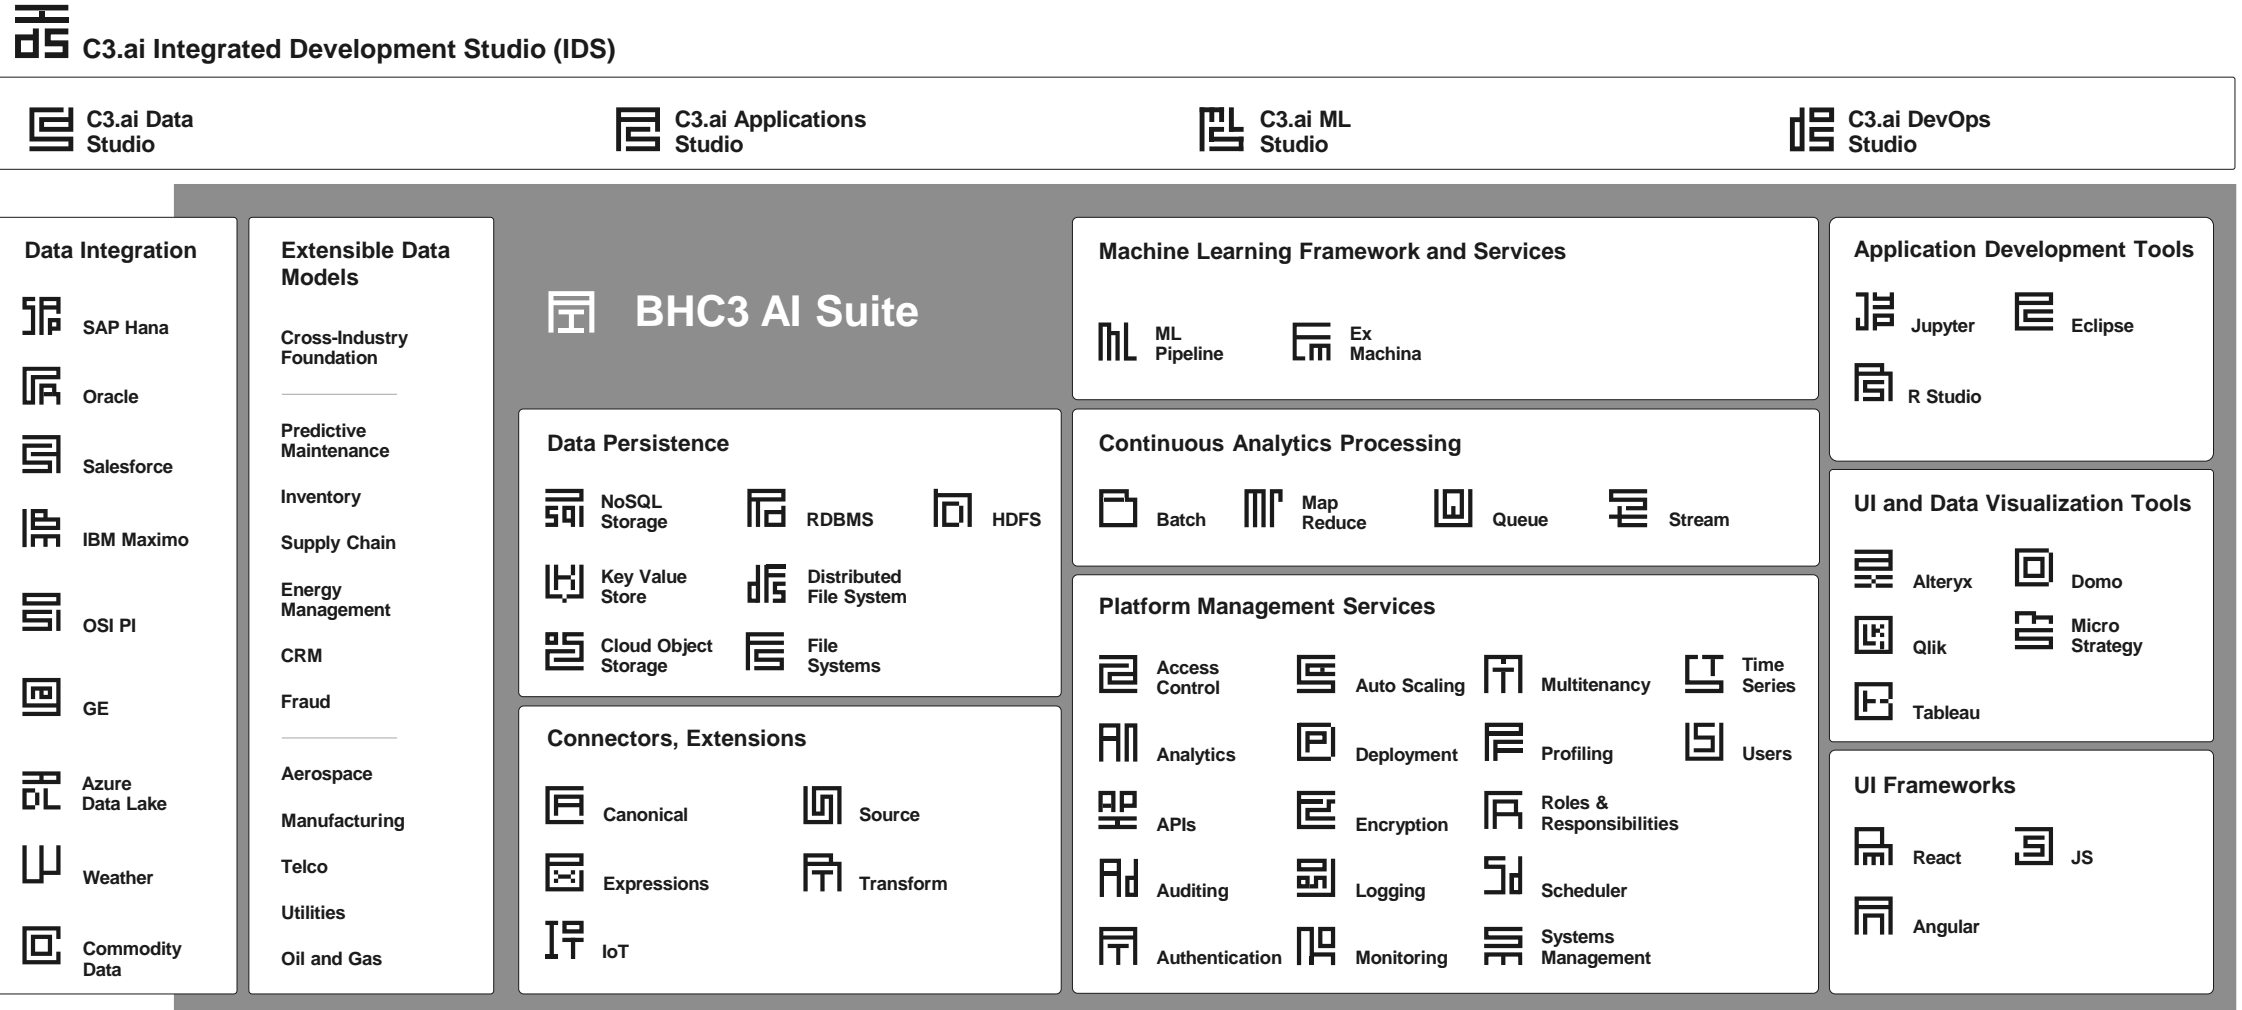 C3.ai Integrated Development Studio (IDS)
C3.ai Data
Studio
C3.ai Applications
Studio
C3.ai ML
Studio
C3.ai DevOps
Studio
Data Integration
SAP Hana
Oracle
Salesforce
IBM Maximo
OSI PI
GE
Azure
Data Lake
Weather
Commodity
Data
Extensible Data
Models
Cross-Industry
Foundation
Predictive
Maintenance
Inventory
Supply Chain
Energy
Management
CRM
Fraud
Aerospace
Manufacturing
Telco
Utilities
Oil and Gas
BHC3 AI Suite
Data Persistence
NoSQL
Storage
RDBMS
HDFS
Key Value
Store
Distributed
File System
Cloud Object
Storage
File
Systems
Connectors, Extensions
Canonical
Source
Expressions
Transform
IoT
Machine Learning Framework and Services
ML
Pipeline
Ex
Machina
Continuous Analytics Processing
Batch
Map
Reduce
Queue
Stream
Platform Management Services
Access
Control
Auto Scaling
Multitenancy
Time
Series
Analytics
Deployment
Profiling
Users
APIs
Encryption
Roles &
Responsibilities
Auditing
Logging
Scheduler
Authentication
Monitoring
Systems
Management
Application Development Tools
Jupyter
Eclipse
R Studio
UI and Data Visualization Tools
Alteryx
Domo
Qlik
Micro
Strategy
Tableau
UI Frameworks
React
JS
Angular